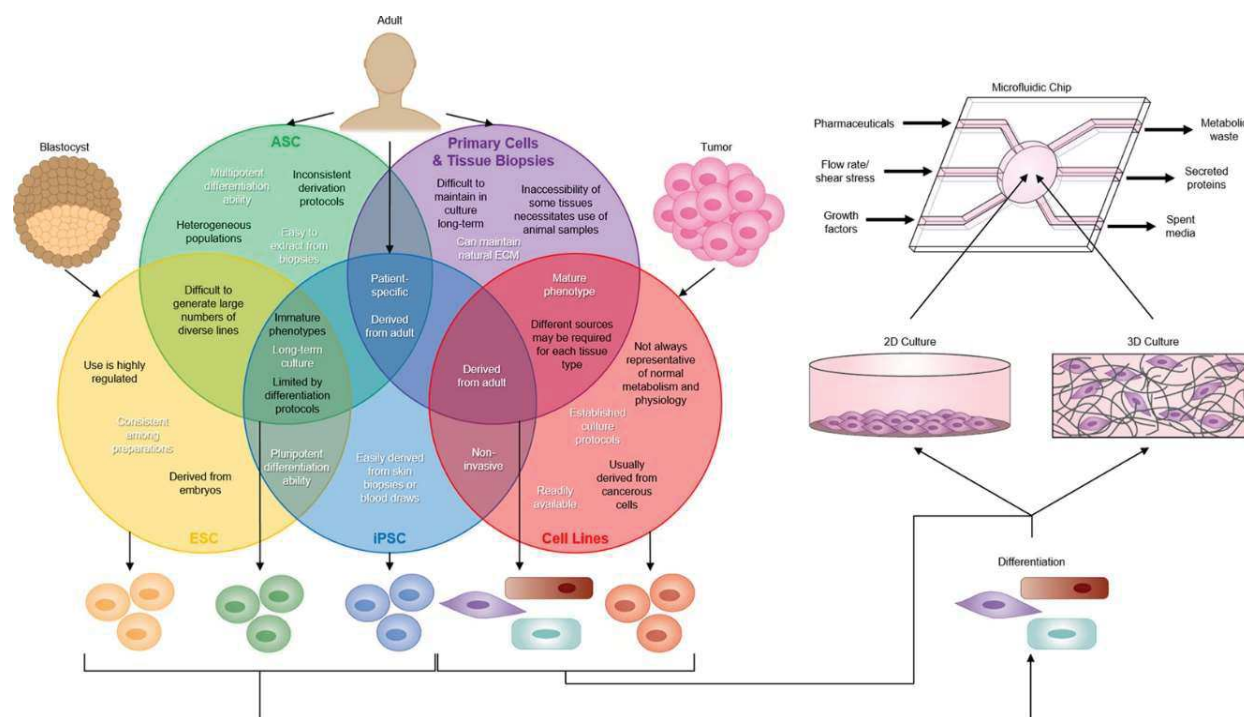 Adult
Blastocyst
Tumor
ASC
Multipotent
differentiation
ability
Inconsistent
derivation
protocols
Heterogeneous
populations
Easy to
extract from
biopsies
Primary Cells
& Tissue Biopsies
Difficult to
maintain in
culture
long-term
Inaccessibility of
some tissues
necessitates use of
animal samples
Can maintain
natural ECM
Patient-
specific
Derived
from adult
Mature
phenotype
Different sources
may be required
for each tissue
type
Difficult to
generate large
numbers of
diverse lines
Immature
phenotypes
Long-term
culture
Limited by
differentiation
protocols
Derived
from adult
Use is highly
regulated
Consistent
among
preparations
Derived from
embryos
Pluripotent
differentiation
ability
Easily derived
from skin
biopsies or
blood draws
Non-
invasive
Not always
representative
of normal
metabolism and
physiology
Established
culture
protocols
Readily
available
Usually
derived from
cancerous
cells
ESC
iPSC
Cell Lines
Microfluidic Chip
Pharmaceuticals
Flow rate/
shear stress
Growth
factors
Metabolic
waste
Secreted
proteins
Spent
media
2D Culture
3D Culture
Differentiation